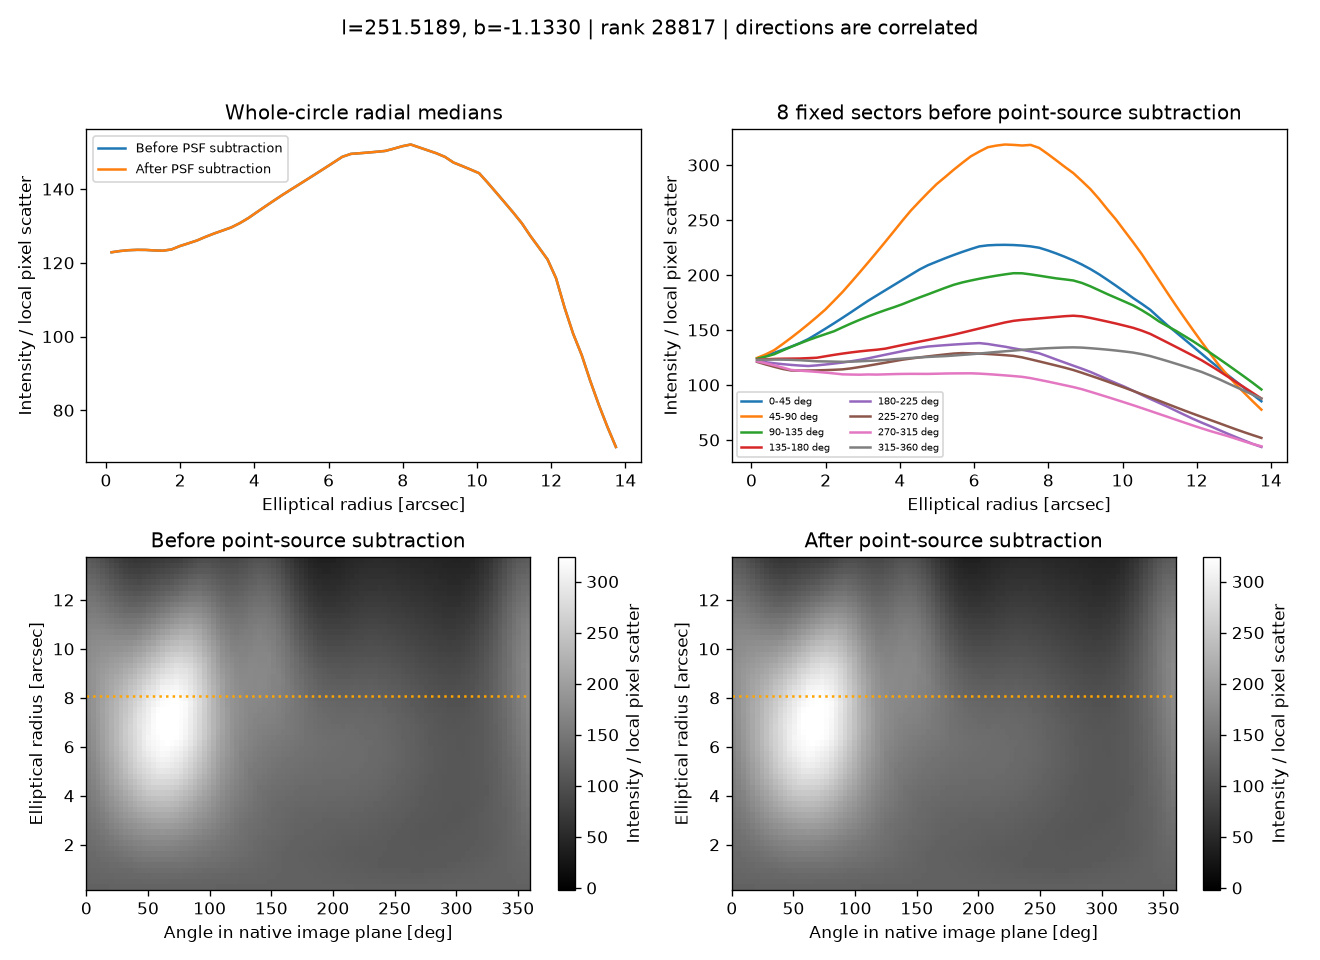 l=251.5189, b=-1.1330 | rank 28817 | directions are correlated
Whole-circle radial medians
Before PSF subtraction
After PSF subtraction
Intensity / local pixel scatter
140
120
100
80
0 2 4 6 8 10 12 14
Elliptical radius [arcsec]
8 fixed sectors before point-source subtraction
Intensity / local pixel scatter
300
250
200
150
100
50
0-45 deg
45-90 deg
90-135 deg
135-180 deg
180-225 deg
225-270 deg
270-315 deg
315-360 deg
0 2 4 6 8 10 12 14
Elliptical radius [arcsec]
Before point-source subtraction
Elliptical radius [arcsec]
12
10
8
6
4
2
0 50 100 150 200 250 300 350
Angle in native image plane [deg]
300
250
200
150
100
50
0
Intensity / local pixel scatter
After point-source subtraction
Elliptical radius [arcsec]
12
10
8
6
4
2
0 50 100 150 200 250 300 350
Angle in native image plane [deg]
300
250
200
150
100
50
0
Intensity / local pixel scatter